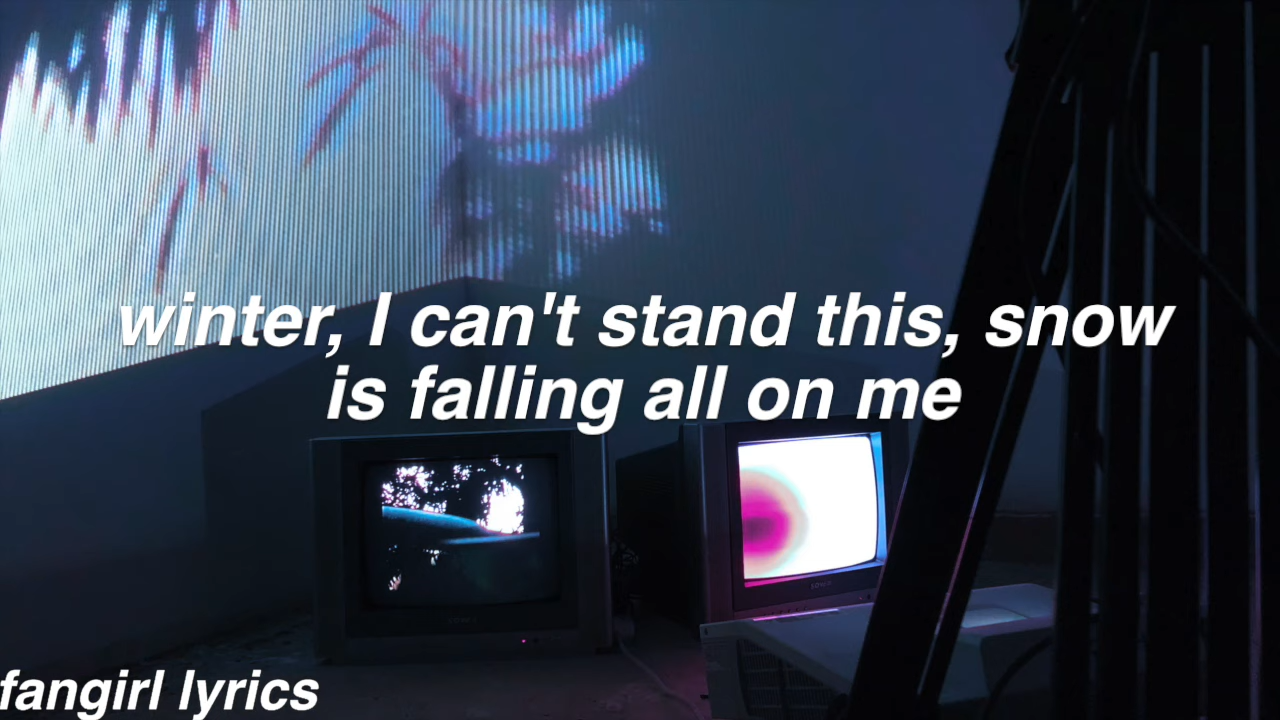 winter, I can't stand this, snow
is falling all on me
fangirl lyrics